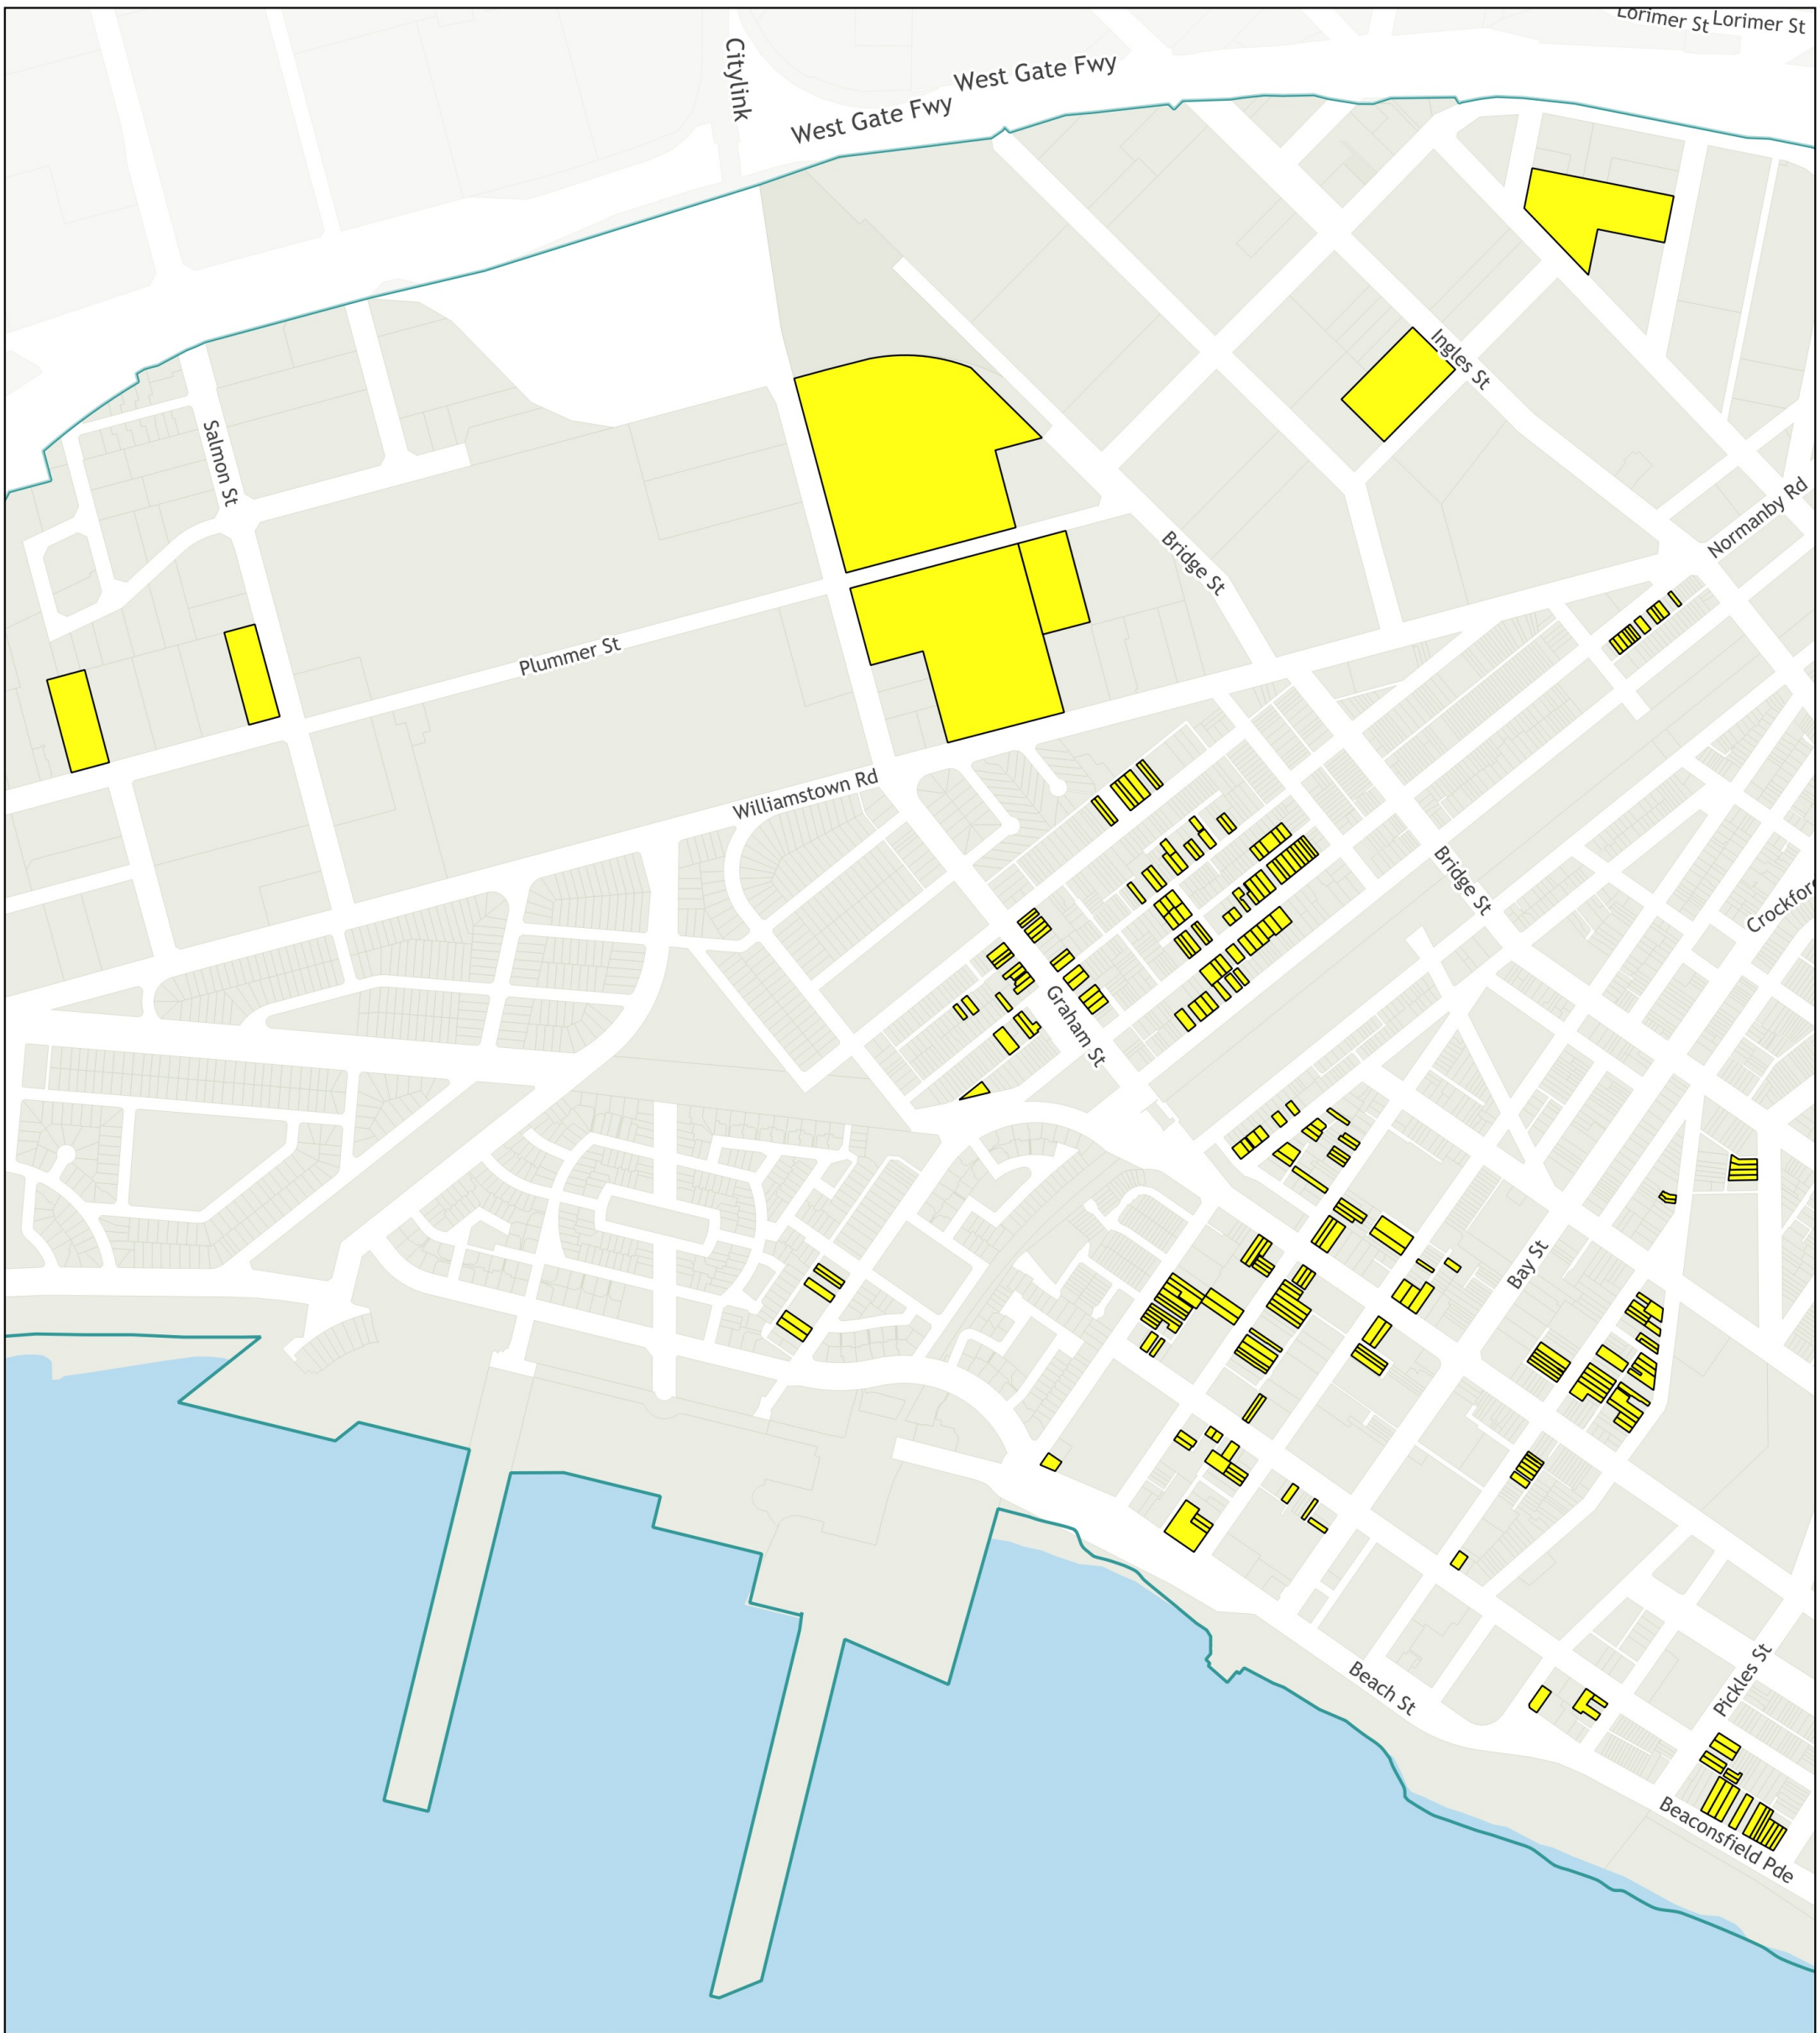 Lorimer St
Lorimer St
Citylink
West Gate Fwy
West Gate Fwy
Ingles St
Salmon St
Normanby Rd
Bridge St
Plummer St
Williamstown Rd
Bridge St
Crockfor
Graham St
Bay St
Pickles St
Beach St
Beaconsfield Pde